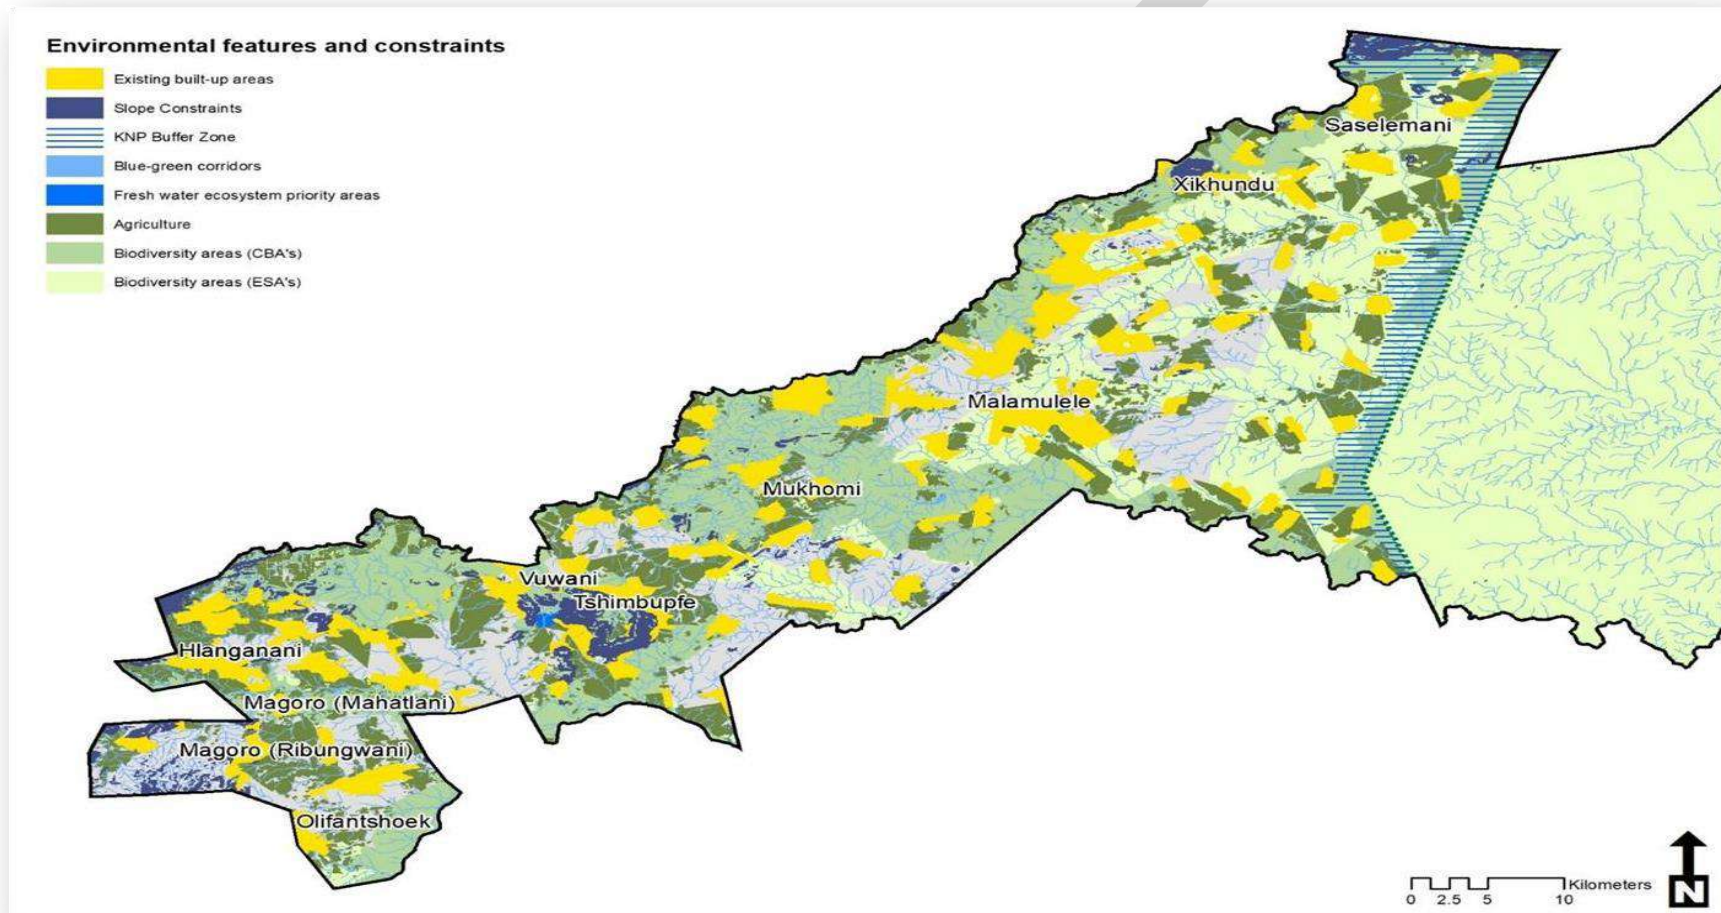 Environmental features and constraints
Existing built-up areas
Slope Constraints
KNP Buffer Zone
Blue-green corridors
Fresh water ecosystem priority areas
Agriculture
Biodiversity areas (CBA's)
Biodiversity areas (ESA's)
Saselemani
Xikhundu
Malamulele
Mukhomi
Vuwani
Tshimbupfe
Hlanganani
Magoro (Mahatlani)
Magoro (Ribungwani)
Olifantshoek
Kilometers
0 2.5 5 10
N